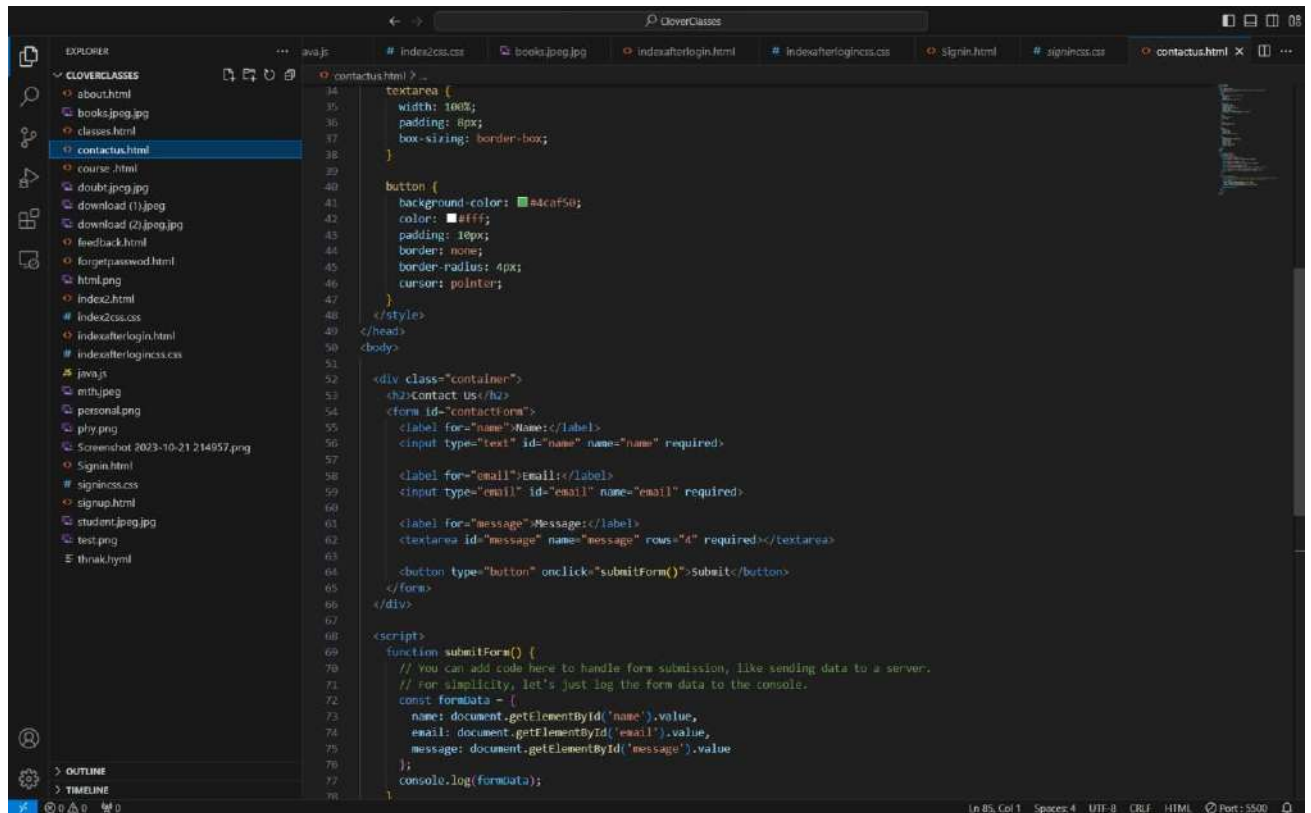 CloverClasses
EXPLORER
ava.js
# index2css.css
books.jpeg.jpg
indexafterlogin.html
# indexafterlogincss.css
Signin.html
# signincss.css
contactus.html
CLOVERCLASSES
about.html
books.jpeg.jpg
classes.html
contactus.html
course .html
doubt.jpeg.jpg
download (1).jpeg
download (2).jpeg.jpg
feedback.html
forgetpasswod.html
html.png
index2.html
# index2css.css
indexafterlogin.html
# indexafterlogincss.css
JS java.js
mth.jpeg
personal.png
phy.png
Screenshot 2023-10-21 214957.png
Signin.html
# signincss.css
signup.html
student.jpeg.jpg
test.png
thnak.hyml
OUTLINE
TIMELINE
contactus.html > ...
34 textarea {
35 width: 100%;
36 padding: 8px;
37 box-sizing: border-box;
38 }
39
40 button {
41 background-color: #4caf50;
42 color: #fff;
43 padding: 10px;
44 border: none;
45 border-radius: 4px;
46 cursor: pointer;
47 }
48 </style>
49 </head>
50 <body>
51
52 <div class="container">
53 <h2>Contact Us</h2>
54 <form id="contactForm">
55 <label for="name">Name:</label>
56 <input type="text" id="name" name="name" required>
57
58 <label for="email">Email:</label>
59 <input type="email" id="email" name="email" required>
60
61 <label for="message">Message:</label>
62 <textarea id="message" name="message" rows="4" required></textarea>
63
64 <button type="button" onclick="submitForm()">Submit</button>
65 </form>
66 </div>
67
68 <script>
69 function submitForm() {
70 // You can add code here to handle form submission, like sending data to a server.
71 // For simplicity, let's just log the form data to the console.
72 const formData = {
73 name: document.getElementById('name').value,
74 email: document.getElementById('email').value,
75 message: document.getElementById('message').value
76 };
77 console.log(formData);
78 }
0 0 0
Ln 85, Col 1 Spaces: 4 UTF-8 CRLF HTML Port : 5500